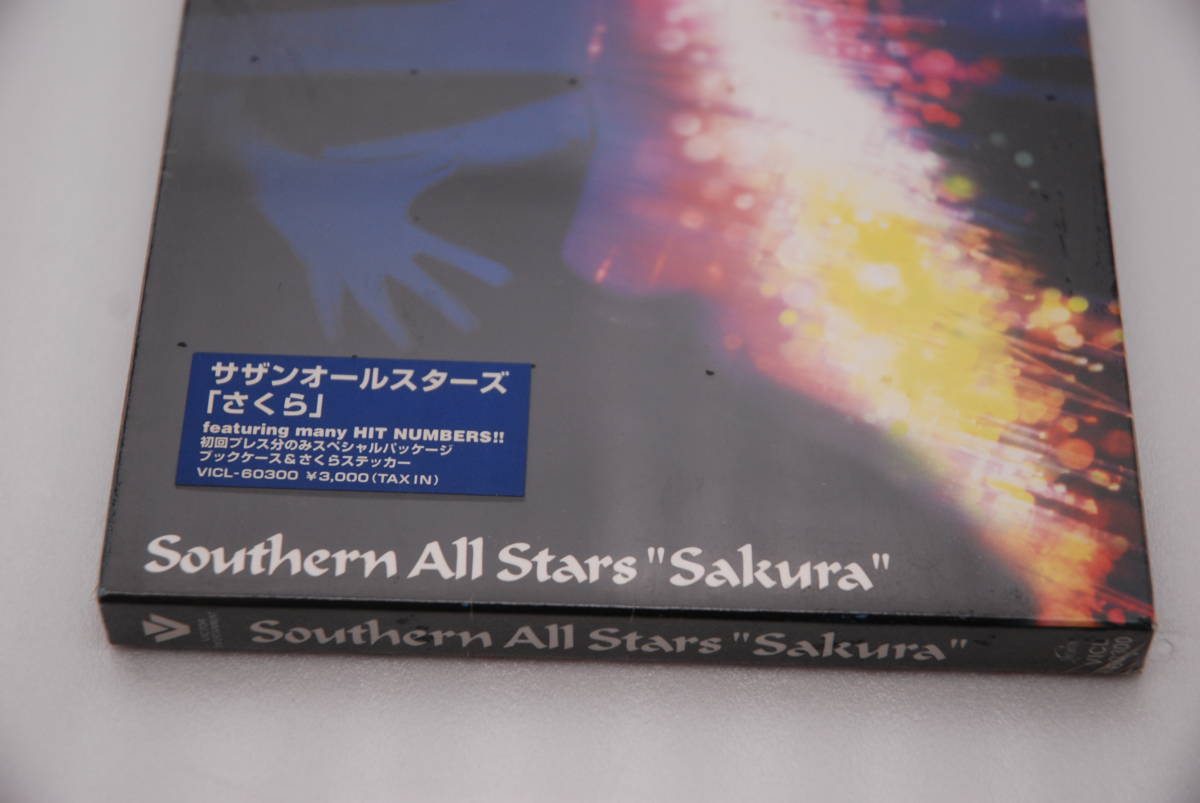 サザンオールスターズ
「さくら」
featuring many HIT NUMBERS!!
初回プレス分のみスペシャルパッケージ
ブックケース&さくらステッカー
VICL-60300 ¥3,000(TAX IN)
Southern All Stars "Sakura"
Southern All Stars "Sakura"
VICL